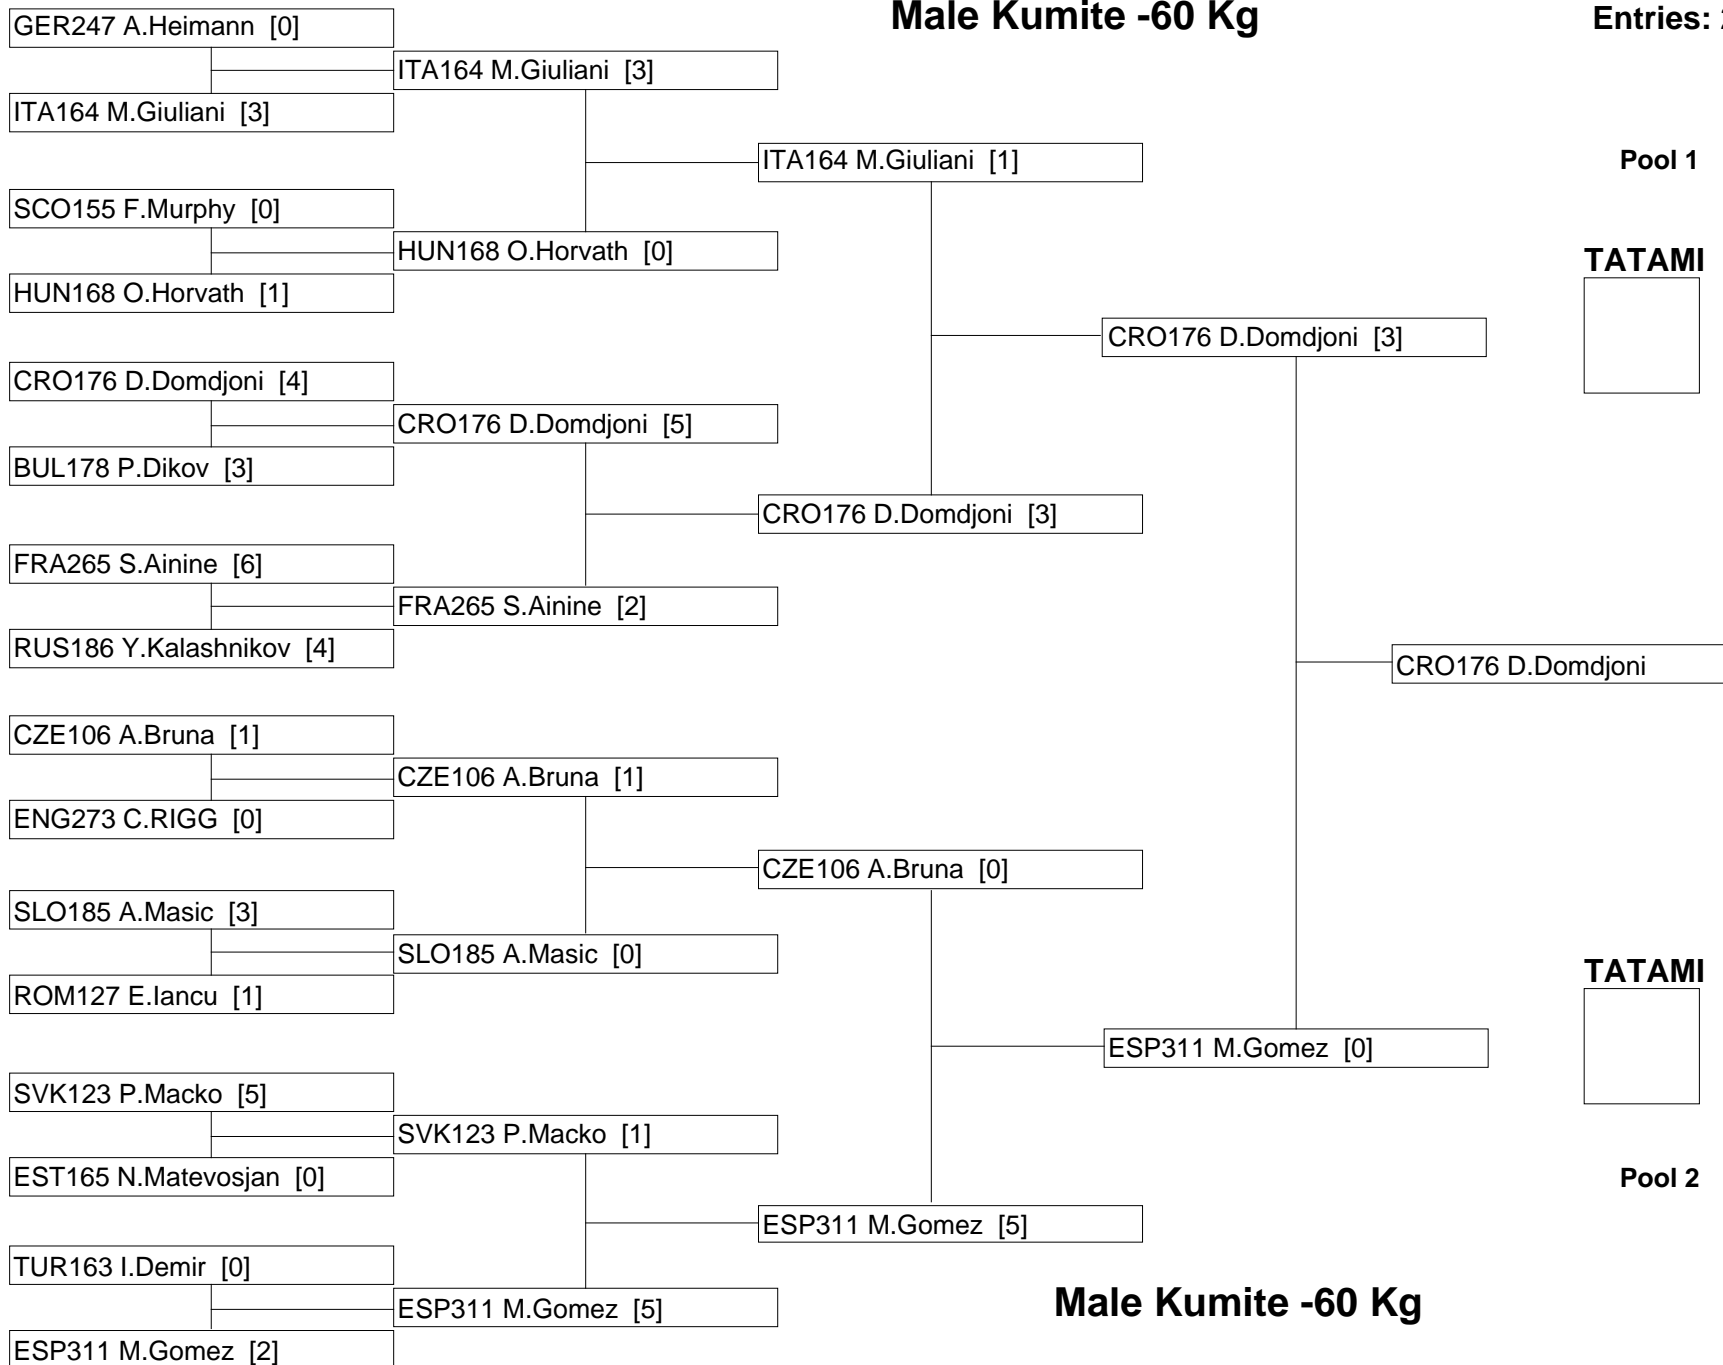 Male Kumite -60 Kg
Entries:
GER247 A.Heimann [0]
ITA164 M.Giuliani [3]
ITA164 M.Giuliani [3]
SCO155 F.Murphy [0]
HUN168 O.Horvath [0]
HUN168 O.Horvath [1]
ITA164 M.Giuliani [1]
Pool 1
TATAMI
CRO176 D.Domdjoni [4]
CRO176 D.Domdjoni [5]
BUL178 P.Dikov [3]
CRO176 D.Domdjoni [3]
CRO176 D.Domdjoni [3]
FRA265 S.Ainine [6]
FRA265 S.Ainine [2]
RUS186 Y.Kalashnikov [4]
CRO176 D.Domdjoni
CZE106 A.Bruna [1]
CZE106 A.Bruna [1]
ENG273 C.RIGG [0]
CZE106 A.Bruna [0]
SLO185 A.Masic [3]
SLO185 A.Masic [0]
ROM127 E.Iancu [1]
TATAMI
ESP311 M.Gomez [0]
SVK123 P.Macko [5]
SVK123 P.Macko [1]
EST165 N.Matevosjan [0]
Pool 2
ESP311 M.Gomez [5]
TUR163 I.Demir [0]
ESP311 M.Gomez [5]
ESP311 M.Gomez [2]
Male Kumite -60 Kg